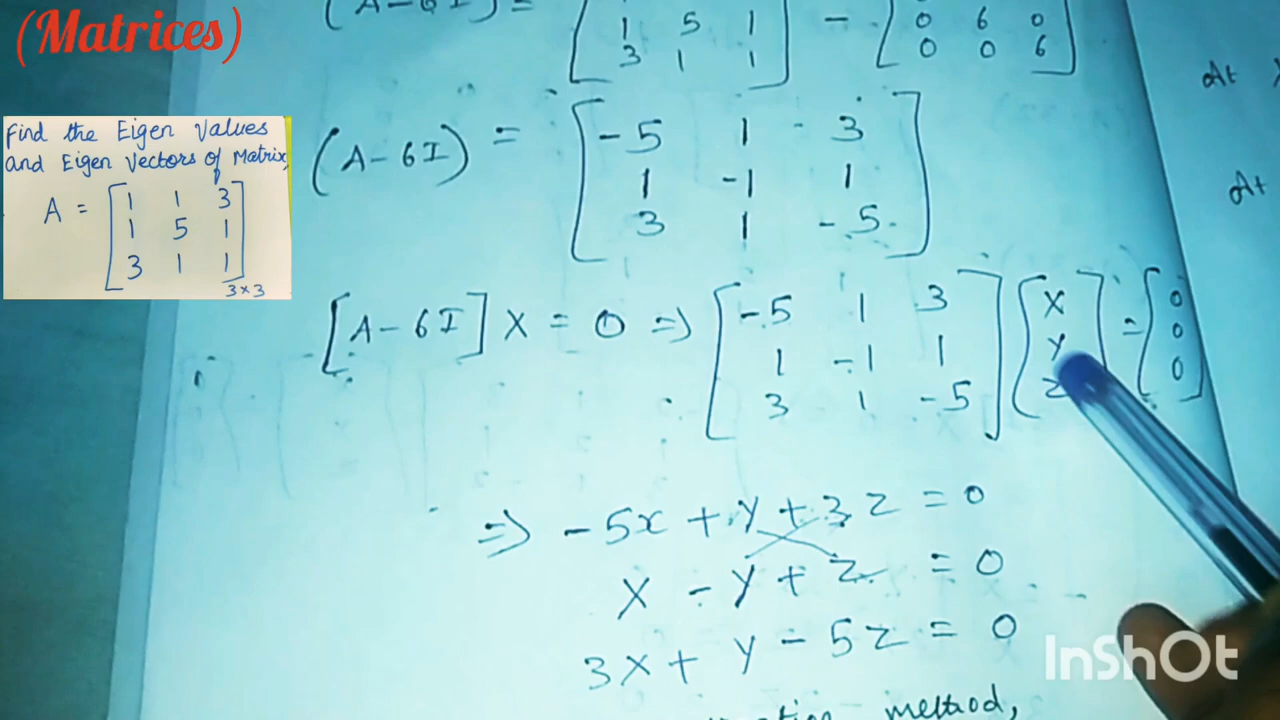 (Matrices)
Find the Eigen Values
and Eigen Vectors of Matrix,
A = [1 1 3
1 5 1
3 1 1]3×3
(A-6I) =
1 5 1 - 0 6 0
3 1 1 0 0 6
At
(A-6I) = [-5 1 3
1 -1 1
3 1 -5]
At
[A-6I] X = 0 => [-5 1 3 [X = [0
1 -1 1 Y 0
3 1 -5] Z] 0]
=> -5x + y + 3z = 0
x - y + z = 0
3x + y - 5z = 0
method,
InShOt